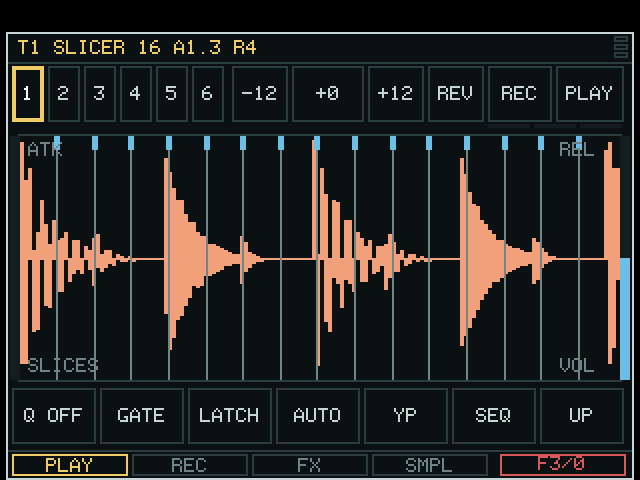 T1 SLICER 16 A1.3 R4
1 2 3 4 5 6 -12 +0 +12 REV REC PLAY
ATK REL
SLICES VOL
Q OFF GATE LATCH AUTO YP SEQ UP
PLAY REC FX SMPL F3/0